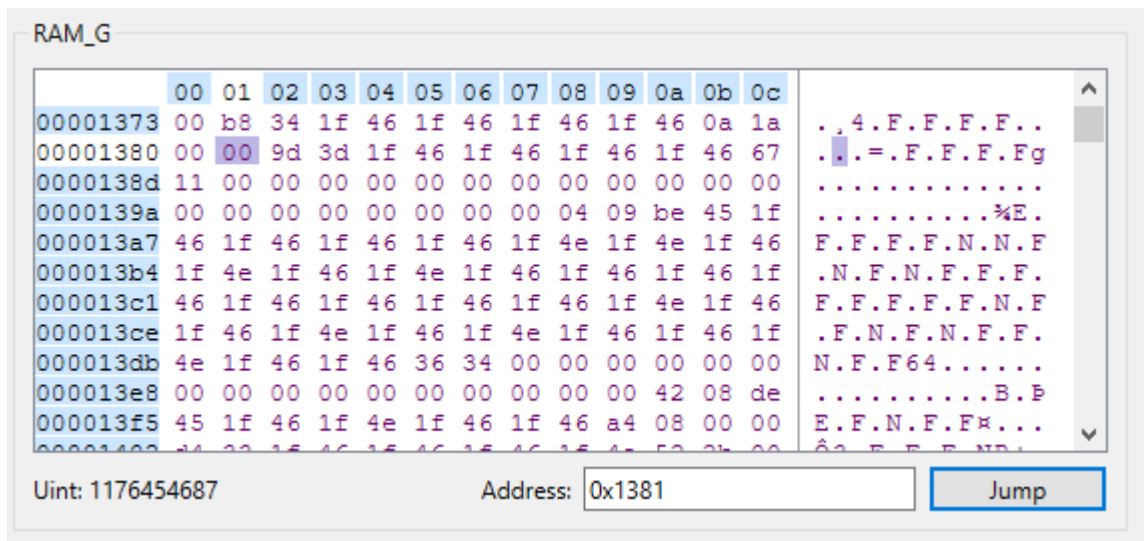 RAM_G
00 01 02 03 04 05 06 07 08 09 0a 0b 0c
00001373 00 b8 34 1f 46 1f 46 1f 46 1f 46 0a 1a .¸4.F.F.F.F..
00001380 00 00 9d 3d 1f 46 1f 46 1f 46 1f 46 67 ...=.F.F.F.Fg
0000138d 11 00 00 00 00 00 00 00 00 00 00 00 00 .............
0000139a 00 00 00 00 00 00 00 00 04 09 be 45 1f ..........¾E.
000013a7 46 1f 46 1f 46 1f 46 1f 4e 1f 4e 1f 46 F.F.F.F.N.N.F
000013b4 1f 4e 1f 46 1f 4e 1f 46 1f 46 1f 46 1f .N.F.N.F.F.F.
000013c1 46 1f 46 1f 46 1f 46 1f 46 1f 4e 1f 46 F.F.F.F.F.N.F
000013ce 1f 46 1f 4e 1f 46 1f 4e 1f 46 1f 46 1f .F.N.F.N.F.F.
000013db 4e 1f 46 1f 46 36 34 00 00 00 00 00 00 N.F.F64......
000013e8 00 00 00 00 00 00 00 00 00 00 42 08 de ..........B.Þ
000013f5 45 1f 46 1f 4e 1f 46 1f 46 a4 08 00 00 E.F.N.F.F¤...
Uint: 1176454687 Address: 0x1381 Jump